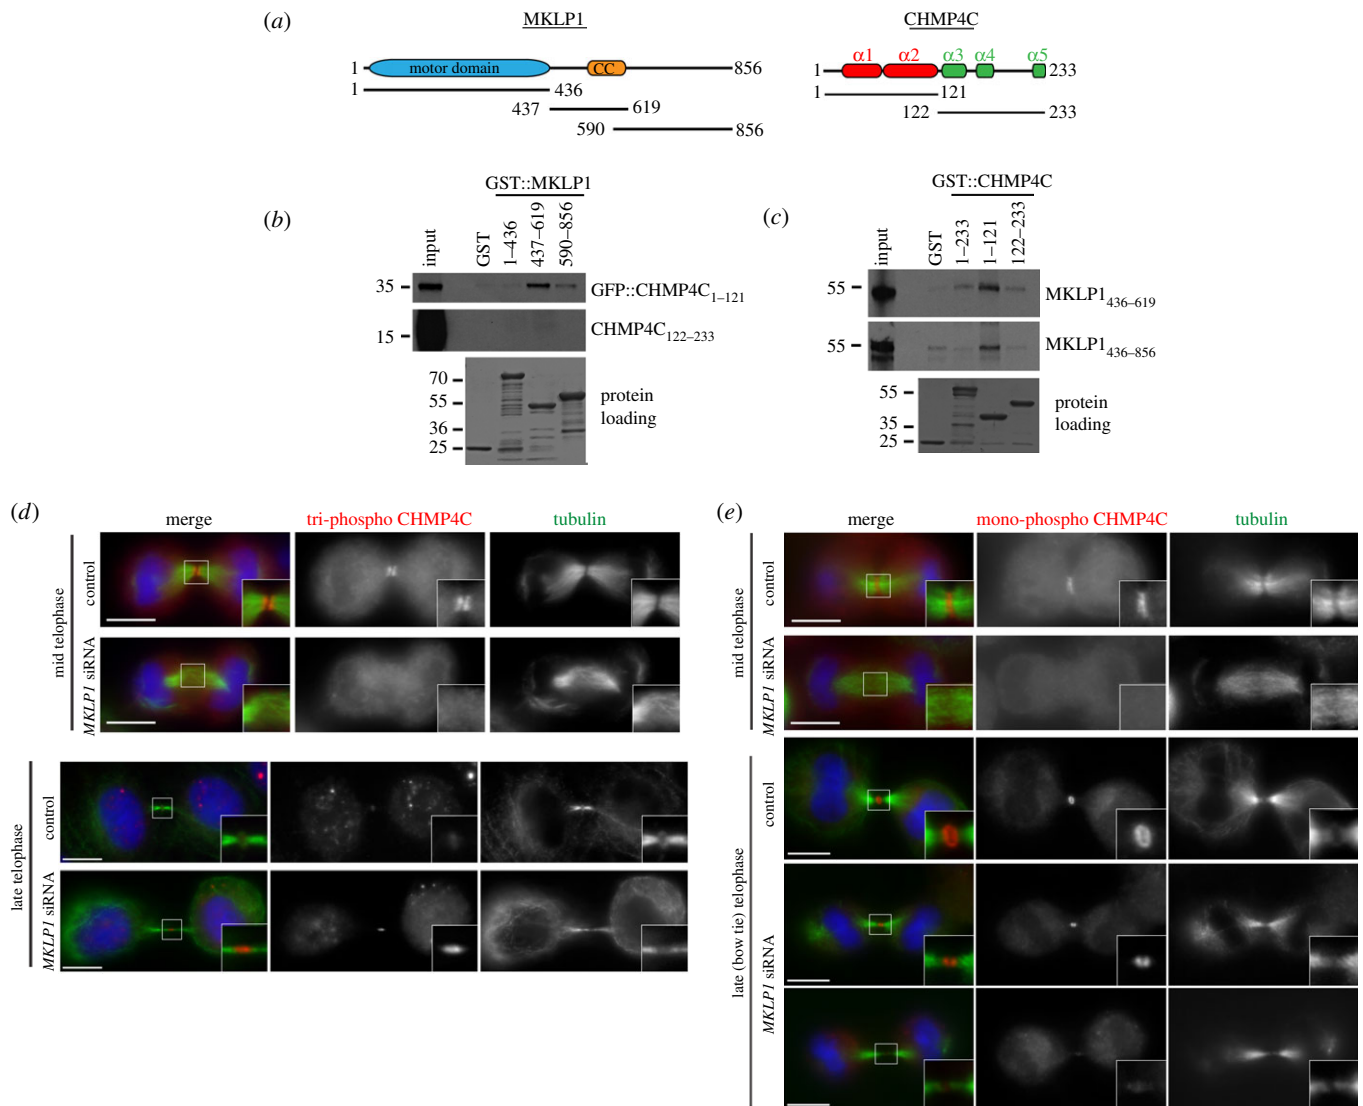 (a)
MKLP1
1
motor domain
CC
856
1
436
437
619
590
856
CHMP4C
α1
α2
α3
α4
α5
1
233
1
121
122
233
(b)
GST::MKLP1
input
GST
1–436
437–619
590–856
35
GFP::CHMP4C1–121
15
CHMP4C122–233
70
55
36
25
protein
loading
(c)
GST::CHMP4C
input
GST
1–233
1–121
122–233
55
MKLP1436–619
55
MKLP1436–856
55
35
25
protein
loading
(d)
merge
tri-phospho CHMP4C
tubulin
mid telophase
control
MKLP1 siRNA
late telophase
control
MKLP1 siRNA
(e)
merge
mono-phospho CHMP4C
tubulin
mid telophase
control
MKLP1 siRNA
late (bow tie) telophase
control
MKLP1 siRNA